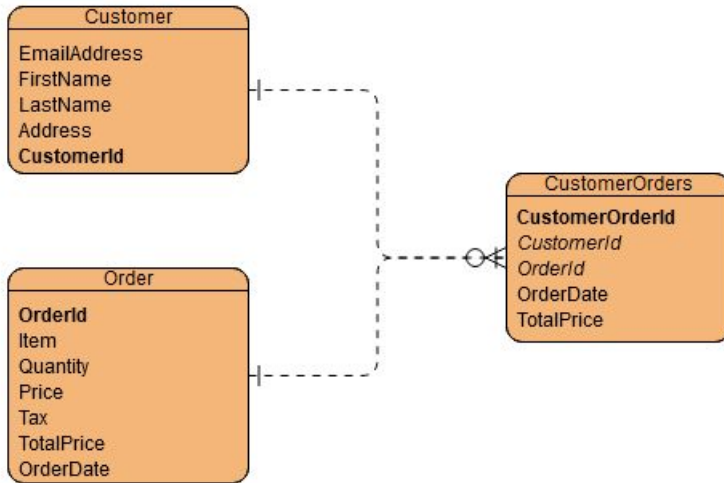 Customer
EmailAddress
FirstName
LastName
Address
CustomerId
CustomerOrders
CustomerOrderId
CustomerId
OrderId
OrderDate
TotalPrice
Order
OrderId
Item
Quantity
Price
Tax
TotalPrice
OrderDate